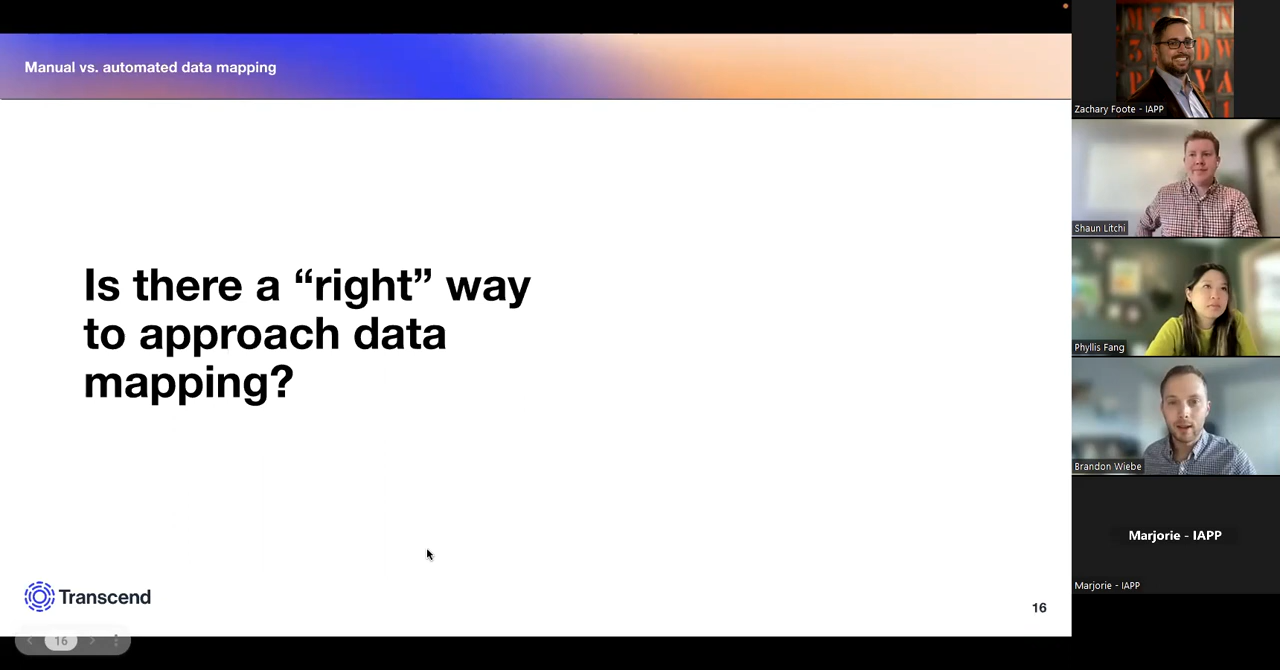 Manual vs. automated data mapping
Is there a “right” way
to approach data
mapping?
Transcend
16
16
Zachary Foote - IAPP
Shaun Litchi
Phyllis Fang
Brandon Wiebe
Marjorie - IAPP
Marjorie - IAPP